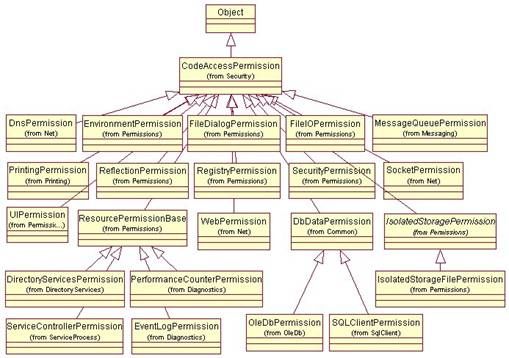 Object
CodeAccessPermission
(from Security)
DnsPermission
(from Net)
EnvironmentPermission
(from Permissions)
FileDialogPermission
(from Permissions)
FileIOPermission
(from Permissions)
MessageQueuePermission
(from Messaging)
PrintingPermission
(from Printing)
ReflectionPermission
(from Permissions)
RegistryPermission
(from Permissions)
SecurityPermission
(from Permissions)
SocketPermission
(from Net)
UIPermission
(from Permissi...)
ResourcePermissionBase
(from Permissions)
WebPermission
(from Net)
DbDataPermission
(from Common)
IsolatedStoragePermission
(from Permissions)
DirectoryServicesPermission
(from DirectoryServices)
PerformanceCounterPermission
(from Diagnostics)
IsolatedStorageFilePermission
(from Permissions)
ServiceControllerPermission
(from ServiceProcess)
EventLogPermission
(from Diagnostics)
OleDbPermission
(from OleDb)
SQLClientPermission
(from SqlClient)